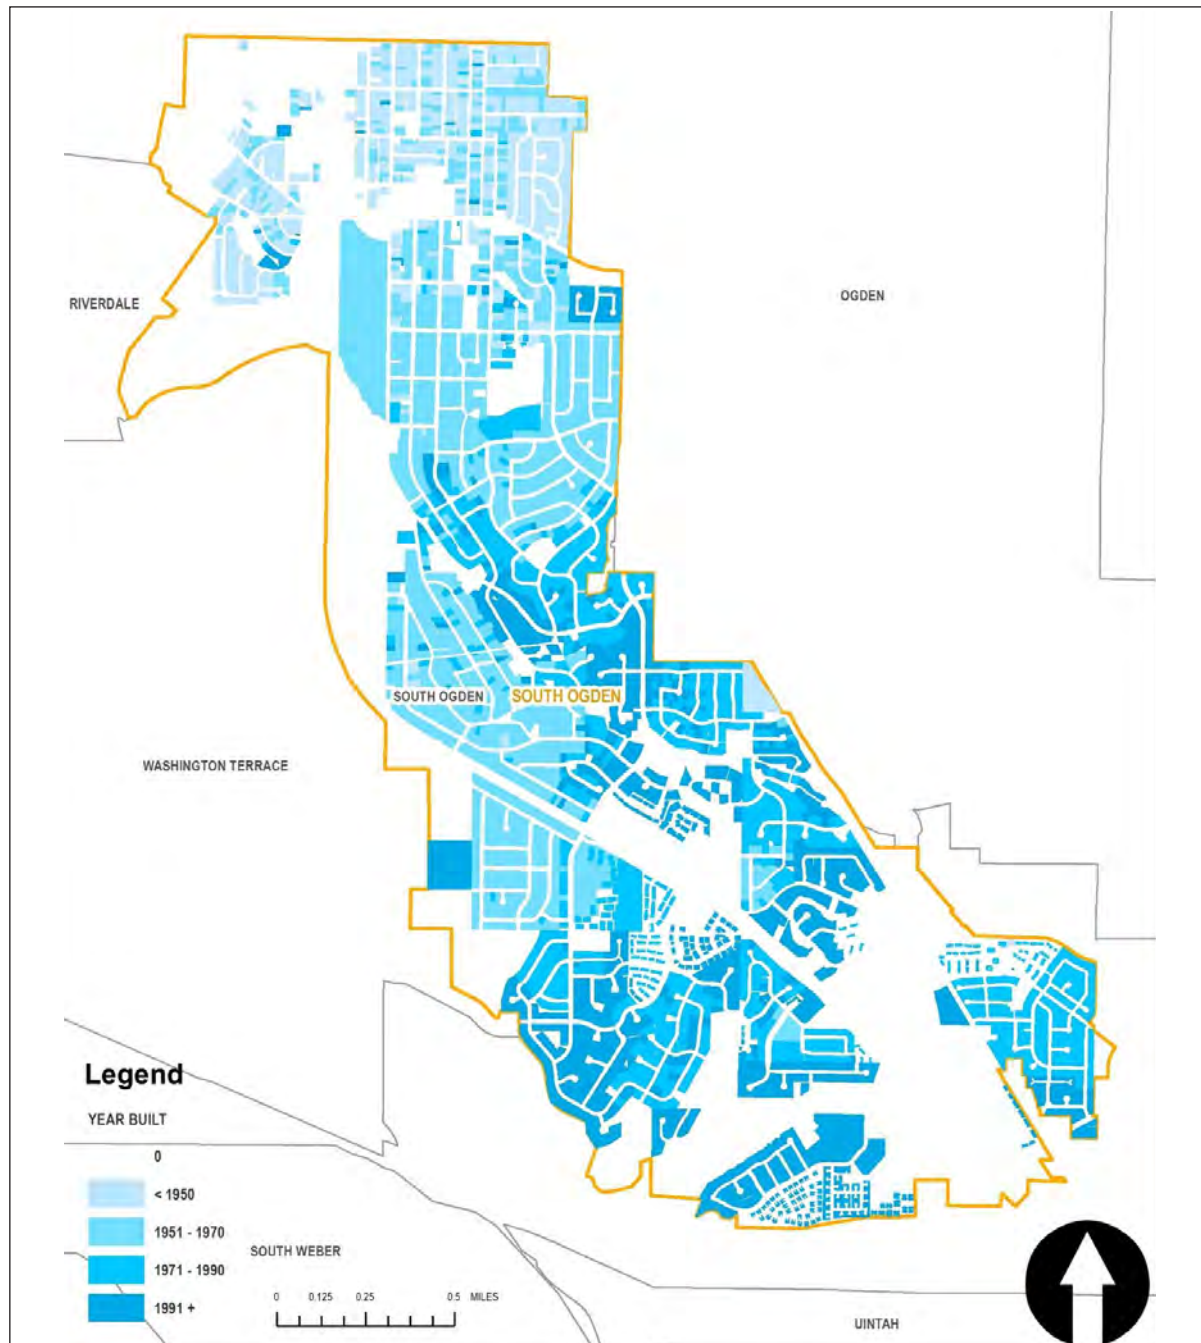 OGDEN
RIVERDALE
SOUTH OGDEN SOUTH OGDEN
WASHINGTON TERRACE
Legend
YEAR BUILT
0
< 1950
1951 - 1970
1971 - 1990
1991 +
SOUTH WEBER
0 0.125 0.25 0.5 MILES
UINTAH